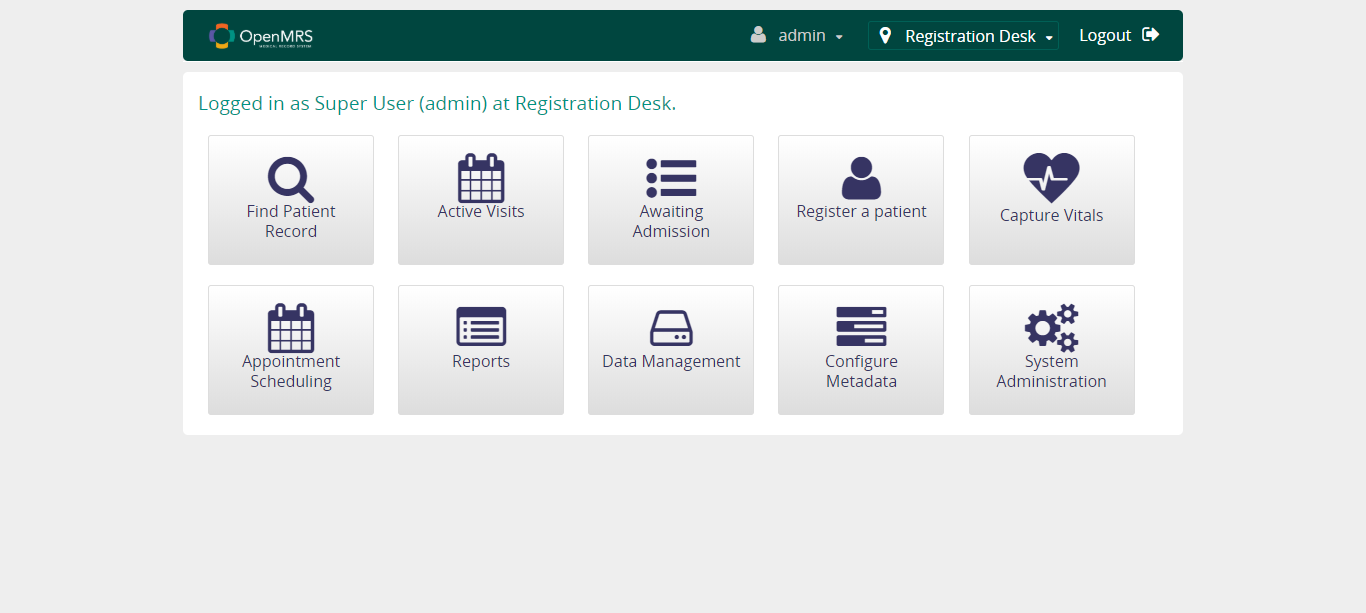 OpenMRS
MEDICAL RECORD SYSTEM
admin
Registration Desk
Logout
Logged in as Super User (admin) at Registration Desk.
Find Patient
Record
Active Visits
Awaiting
Admission
Register a patient
Capture Vitals
Appointment
Scheduling
Reports
Data Management
Configure
Metadata
System
Administration